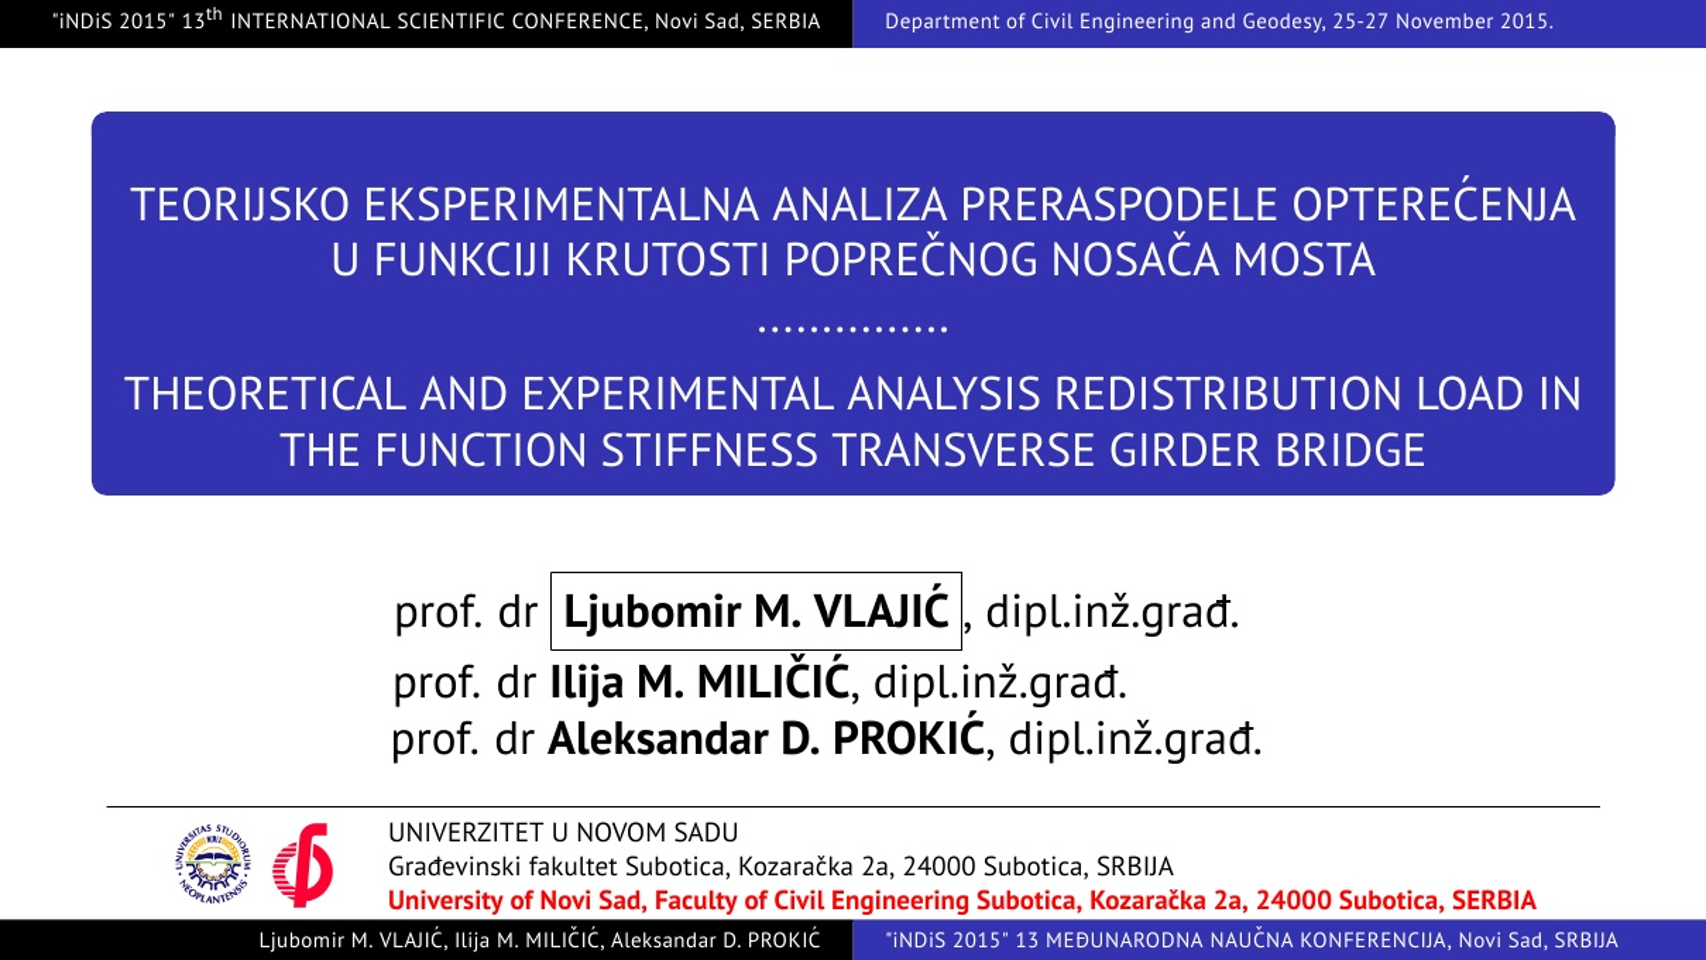 "iNDiS 2015" 13th INTERNATIONAL SCIENTIFIC CONFERENCE, Novi Sad, SERBIA
Department of Civil Engineering and Geodesy, 25-27 November 2015.
TEORIJSKO EKSPERIMENTALNA ANALIZA PRERASPODELE OPTEREĆENJA
U FUNKCIJI KRUTOSTI POPREČNOG NOSAČA MOSTA
...............
THEORETICAL AND EXPERIMENTAL ANALYSIS REDISTRIBUTION LOAD IN
THE FUNCTION STIFFNESS TRANSVERSE GIRDER BRIDGE
prof. dr Ljubomir M. VLAJIĆ, dipl.inž.građ.
prof. dr Ilija M. MILIČIĆ, dipl.inž.građ.
prof. dr Aleksandar D. PROKIĆ, dipl.inž.građ.
UNIVERSITAS STUDIORUM
NEOPLANTENSIS
UNIVERZITET U NOVOM SADU
Građevinski fakultet Subotica, Kozaračka 2a, 24000 Subotica, SRBIJA
University of Novi Sad, Faculty of Civil Engineering Subotica, Kozaračka 2a, 24000 Subotica, SERBIA
Ljubomir M. VLAJIĆ, Ilija M. MILIČIĆ, Aleksandar D. PROKIĆ
"iNDiS 2015" 13 MEĐUNARODNA NAUČNA KONFERENCIJA, Novi Sad, SRBIJA